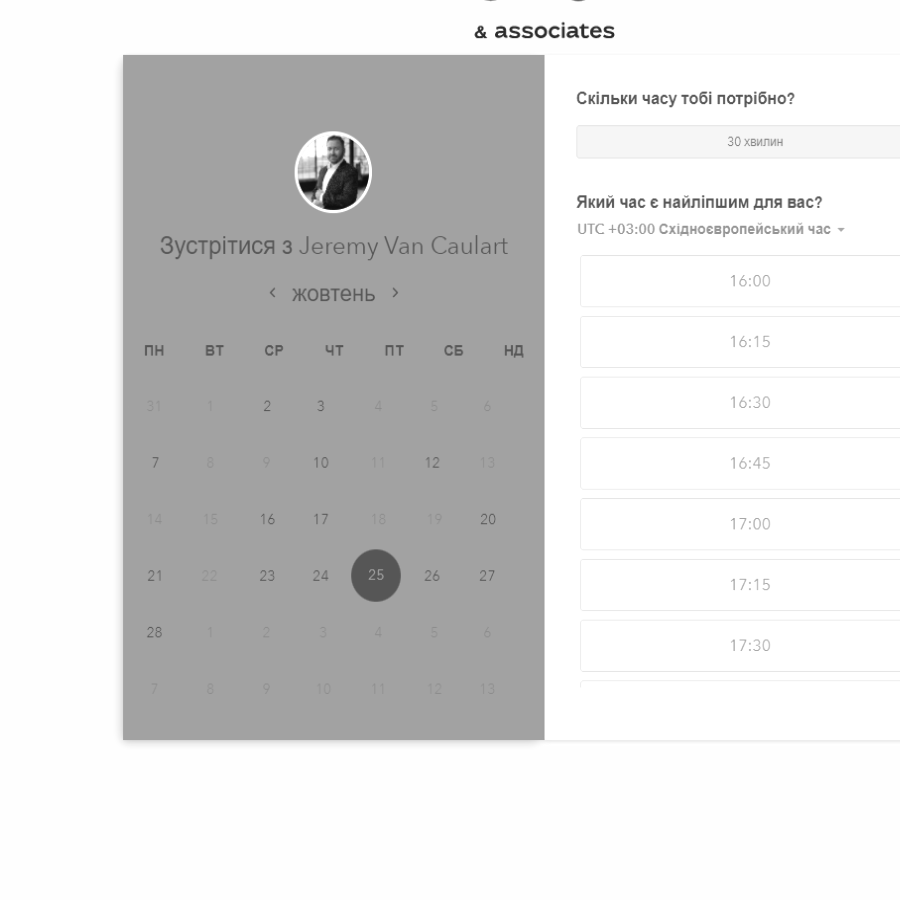 & associates
Зустрітися з Jeremy Van Caulart
‹ жовтень ›
ПН ВТ СР ЧТ ПТ СБ НД
31 1 2 3 4 5 6
7 8 9 10 11 12 13
14 15 16 17 18 19 20
21 22 23 24 25 26 27
28 1 2 3 4 5 6
7 8 9 10 11 12 13
Скільки часу тобі потрібно?
30 хвилин
Який час є найліпшим для вас?
UTC +03:00 Східноєвропейський час
16:00
16:15
16:30
16:45
17:00
17:15
17:30